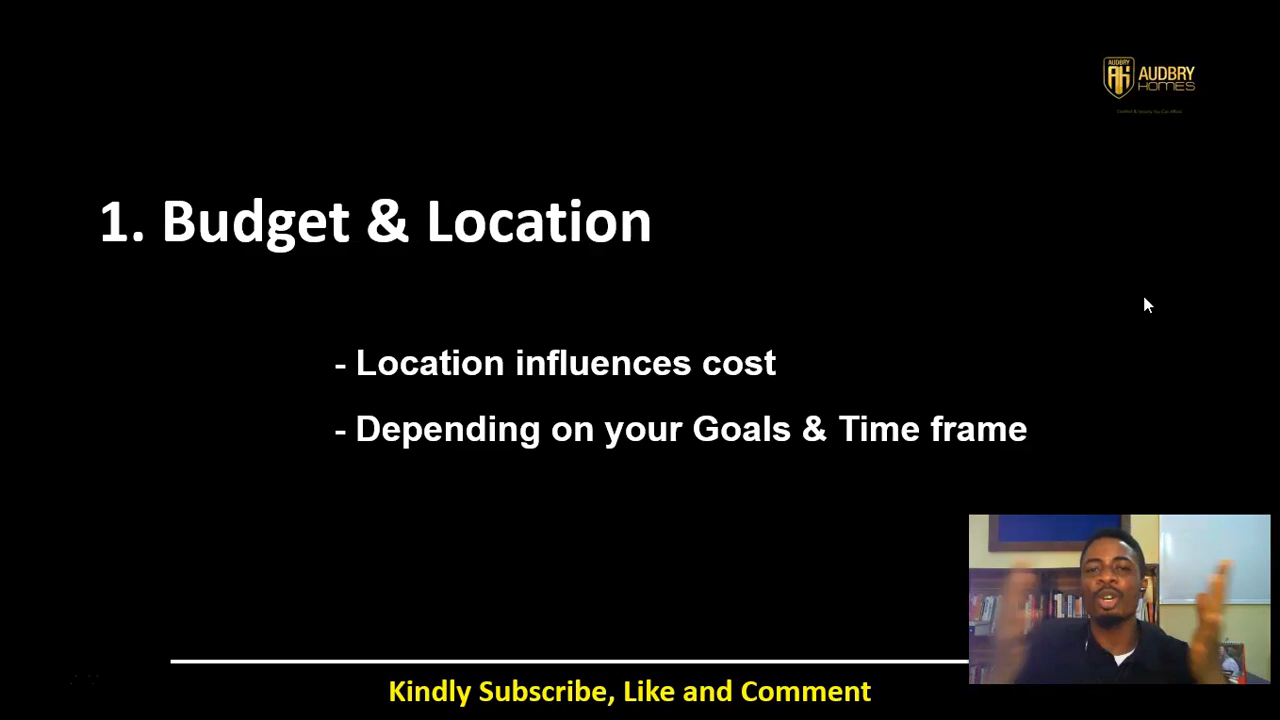 AUDBRY
AUDBRY
HOMES
1. Budget & Location
- Location influences cost
- Depending on your Goals & Time frame
Kindly Subscribe, Like and Comment